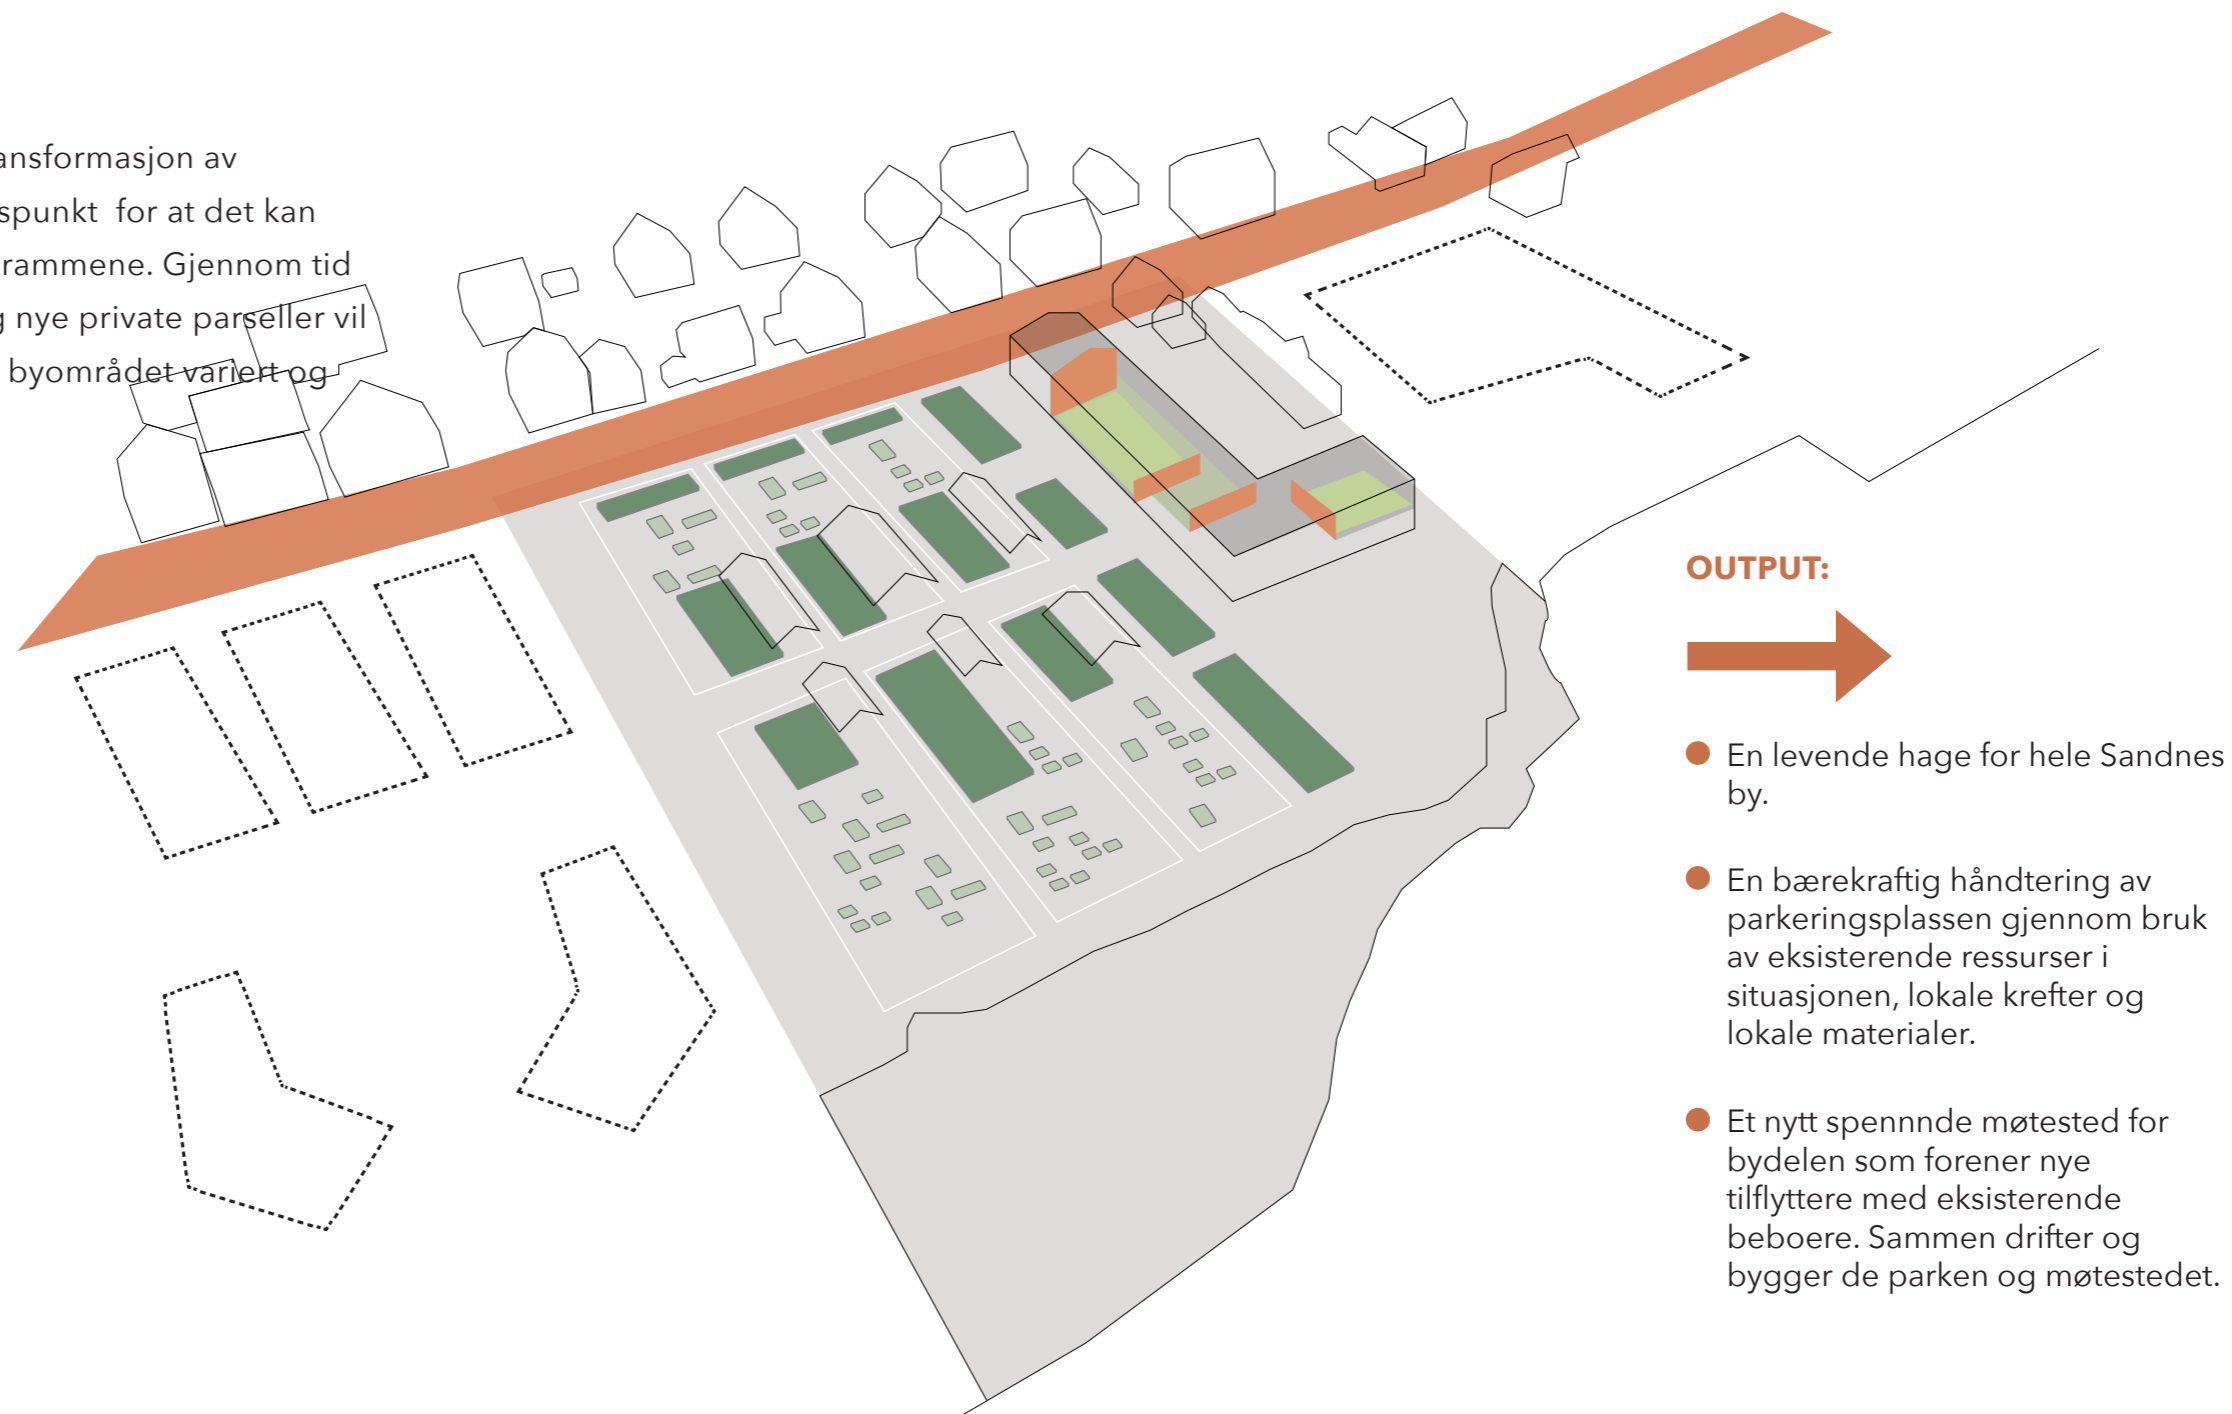 ansformasjon av
spunkt for at det kan
rammene. Gjennom tid
g nye private parseller vil
byområdet variert og
OUTPUT:
En levende hage for hele Sandnes
by.
En bærekraftig håndtering av
parkeringsplassen gjennom bruk
av eksisterende ressurser i
situasjonen, lokale krefter og
lokale materialer.
Et nytt spennnde møtested for
bydelen som forener nye
tilflyttere med eksisterende
beboere. Sammen drifter og
bygger de parken og møtestedet.